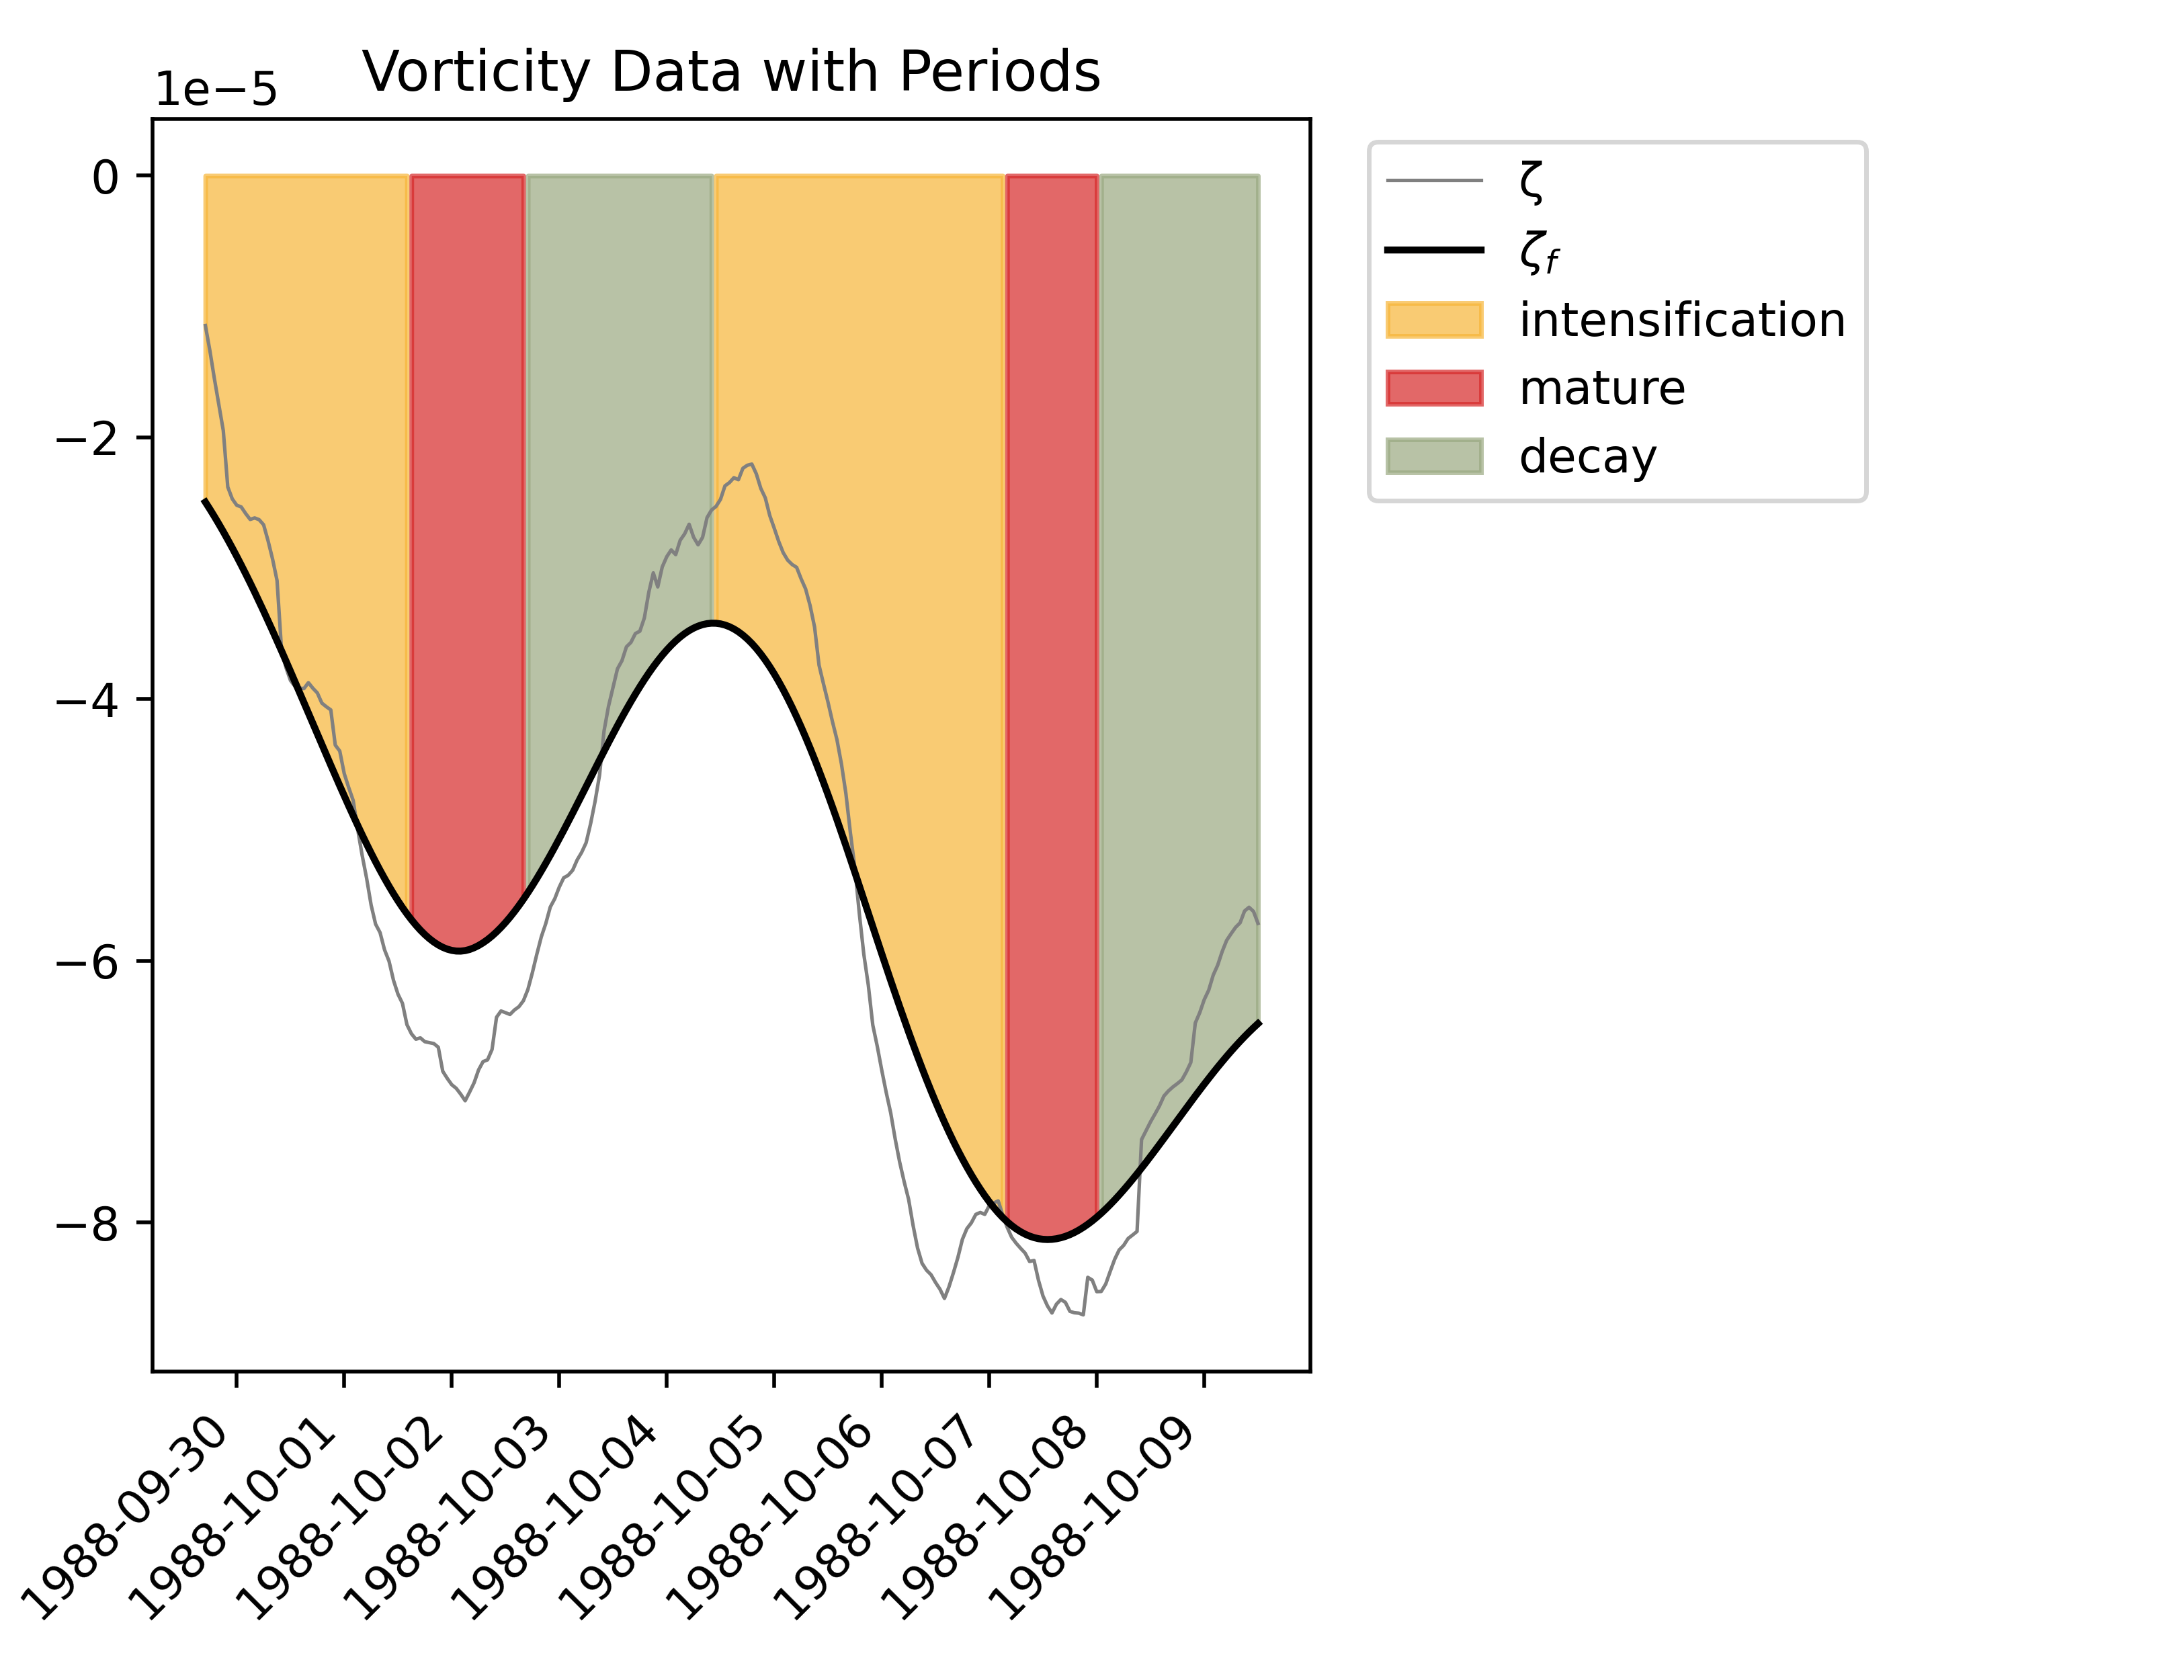 Vorticity Data with Periods
1e−5
0
−2
−4
−6
−8
1988-09-30
1988-10-01
1988-10-02
1988-10-03
1988-10-04
1988-10-05
1988-10-06
1988-10-07
1988-10-08
1988-10-09
ζ
ζf
intensification
mature
decay